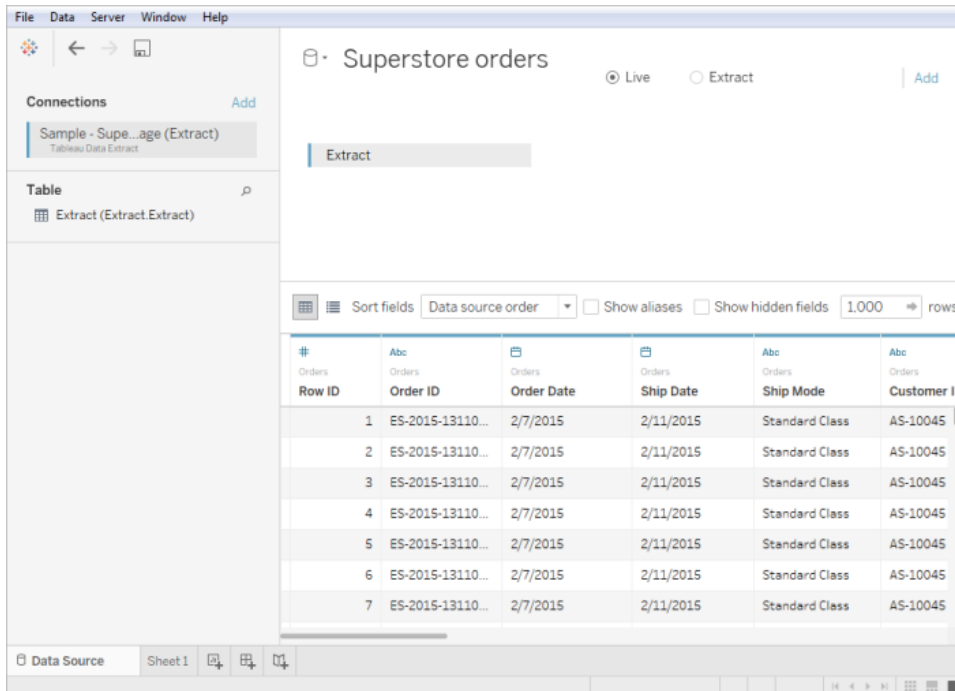 File Data Server Window Help
Superstore orders
Live Extract Add
Connections Add
Sample - Supe...age (Extract)
Tableau Data Extract
Extract
Table
Extract (Extract.Extract)
Sort fields Data source order Show aliases Show hidden fields 1,000 rows
# Abc Abc Abc
Orders Orders Orders Orders Orders Orders
Row ID Order ID Order Date Ship Date Ship Mode Customer I
1 ES-2015-13110... 2/7/2015 2/11/2015 Standard Class AS-10045
2 ES-2015-13110... 2/7/2015 2/11/2015 Standard Class AS-10045
3 ES-2015-13110... 2/7/2015 2/11/2015 Standard Class AS-10045
4 ES-2015-13110... 2/7/2015 2/11/2015 Standard Class AS-10045
5 ES-2015-13110... 2/7/2015 2/11/2015 Standard Class AS-10045
6 ES-2015-13110... 2/7/2015 2/11/2015 Standard Class AS-10045
7 ES-2015-13110... 2/7/2015 2/11/2015 Standard Class AS-10045
Data Source Sheet 1